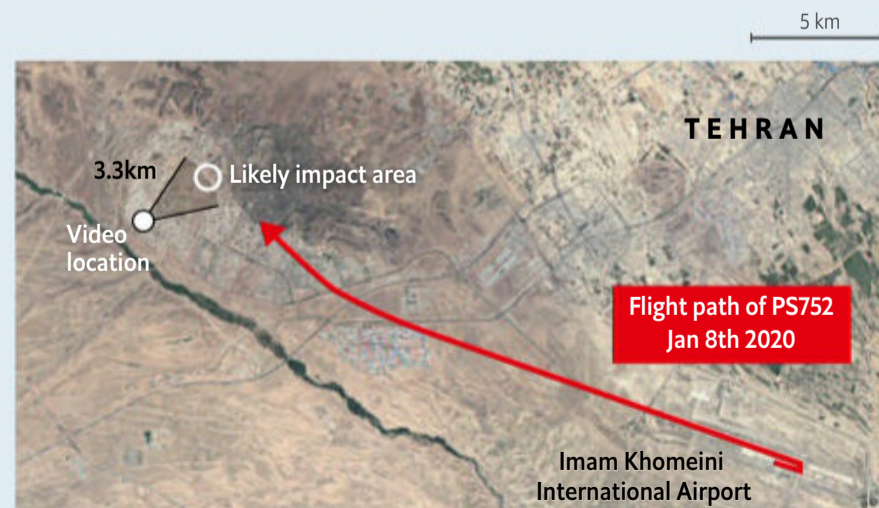 5 km
TEHRAN
3.3km
Likely impact area
Video
location
Flight path of PS752
Jan 8th 2020
Imam Khomeini
International Airport